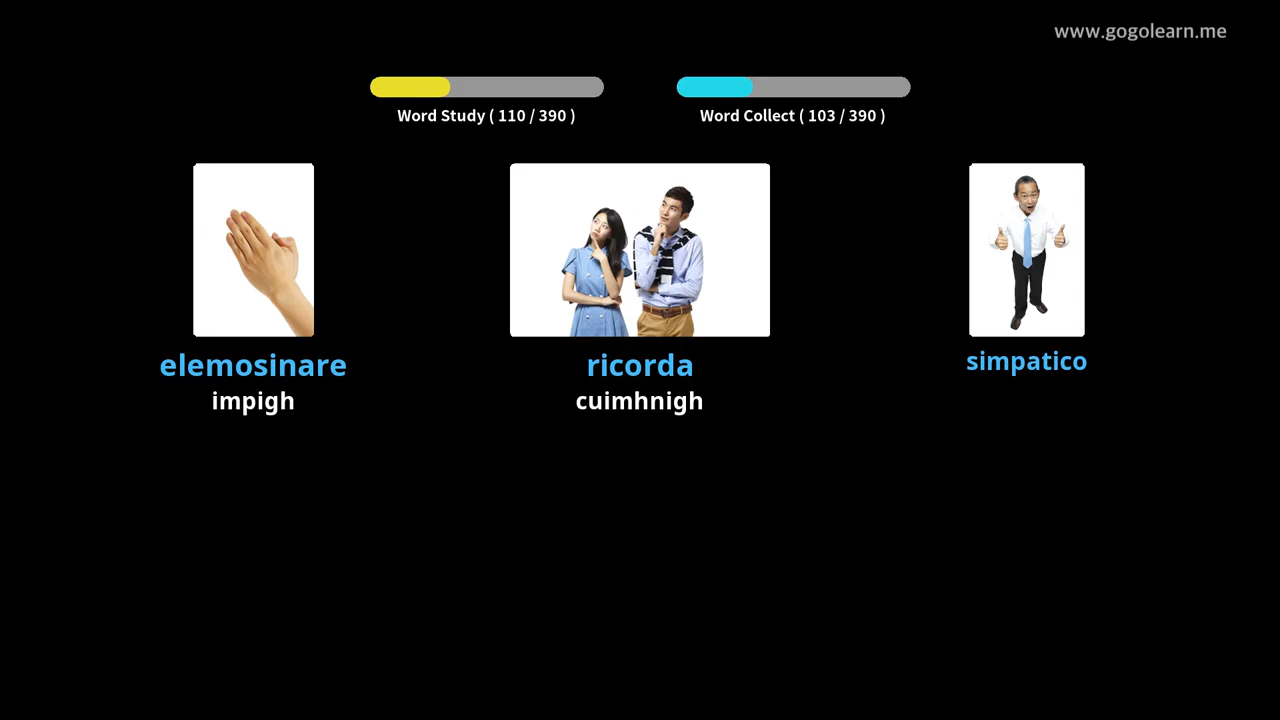 www.gogolearn.me
Word Study ( 110 / 390 )
Word Collect ( 103 / 390 )
elemosinare
impigh
ricorda
cuimhnigh
simpatico